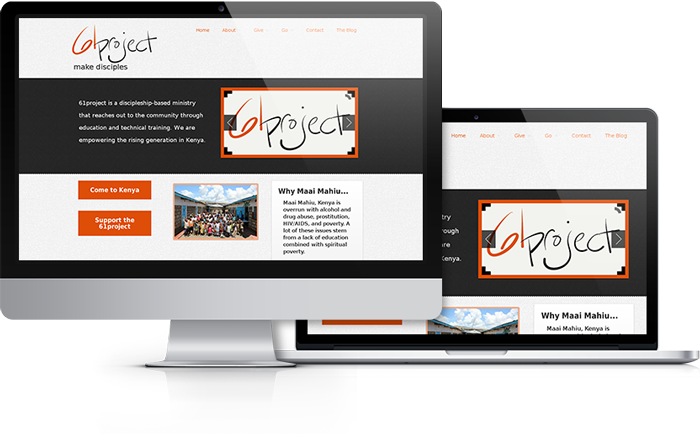 61project
make disciples
Home About Give Go Contact The Blog
61project is a discipleship-based ministry
that reaches out to the community through
education and technical training. We are
empowering the rising generation in Kenya.
61project
Come to Kenya
Support the
61project
Why Maai Mahiu...
Maai Mahiu, Kenya is
overrun with alcohol and
drug abuse, prostitution,
HIV/AIDS, and poverty. A
lot of these issues stem
from a lack of education
combined with spiritual
poverty.
Home About Give Go Contact The Blog
istry
hrough
are
Kenya.
61project
Why Maai Mahiu...
Maai Mahiu, Kenya is